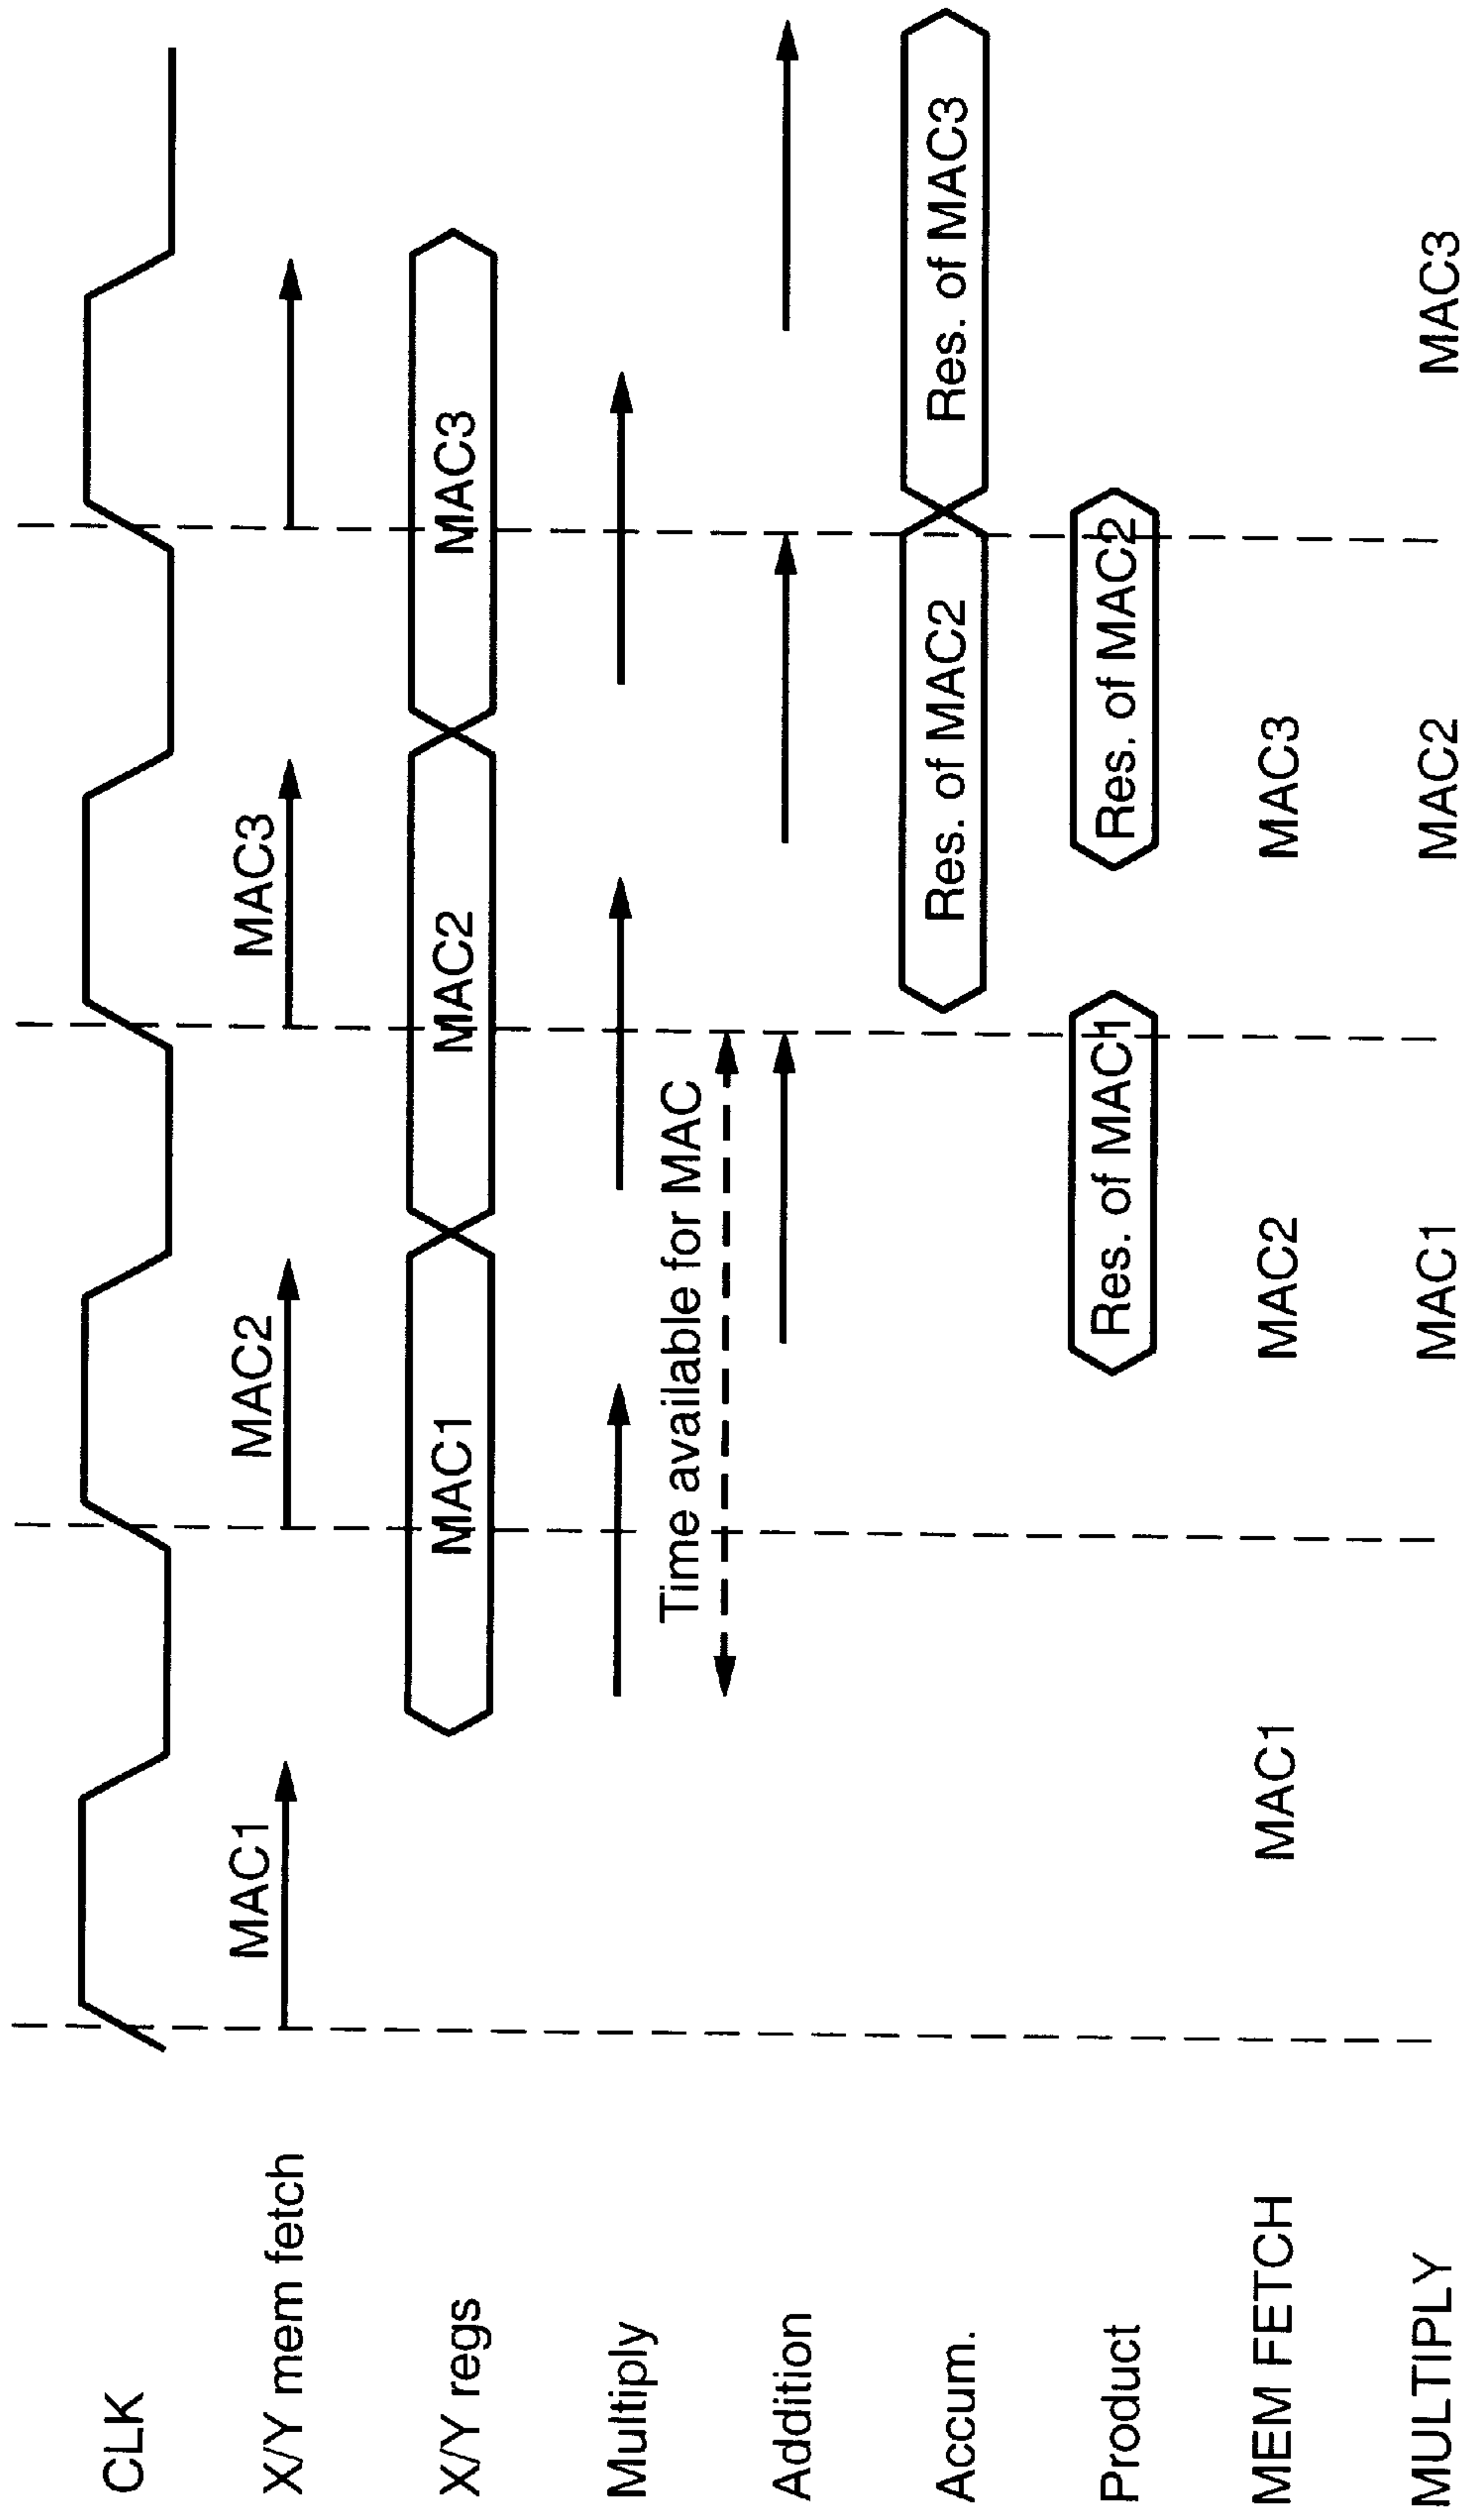 CLK
X/Y mem fetch
MAC1
MAC2
MAC3
X/Y regs
MAC1
MAC2
MAC3
Multiply
Time available for MAC
Addition
Accum.
Res. of MAC2
Res. of MAC3
Product
Res. of MAC1
Res. of MAC2
MEM FETCH
MAC1
MAC2
MAC3
MULTIPLY
MAC1
MAC2
MAC3